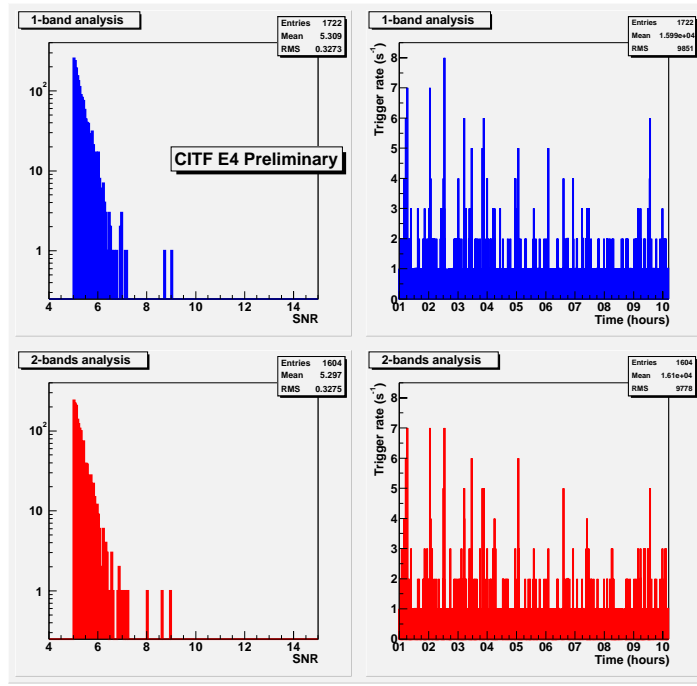 1-band analysis
Entries 1722
Mean 5.309
RMS 0.3273
10²
10
1
CITF E4 Preliminary
4 6 8 10 12 14
SNR
1-band analysis
Entries 1722
Mean 1.599e+04
RMS 9851
Trigger rate (s⁻¹)
8
7
6
5
4
3
2
1
0
01 02 03 04 05 06 07 08 09 10
Time (hours)
2-bands analysis
Entries 1604
Mean 5.297
RMS 0.3275
10²
10
1
4 6 8 10 12 14
SNR
2-bands analysis
Entries 1604
Mean 1.61e+04
RMS 9778
Trigger rate (s⁻¹)
8
7
6
5
4
3
2
1
0
01 02 03 04 05 06 07 08 09 10
Time (hours)